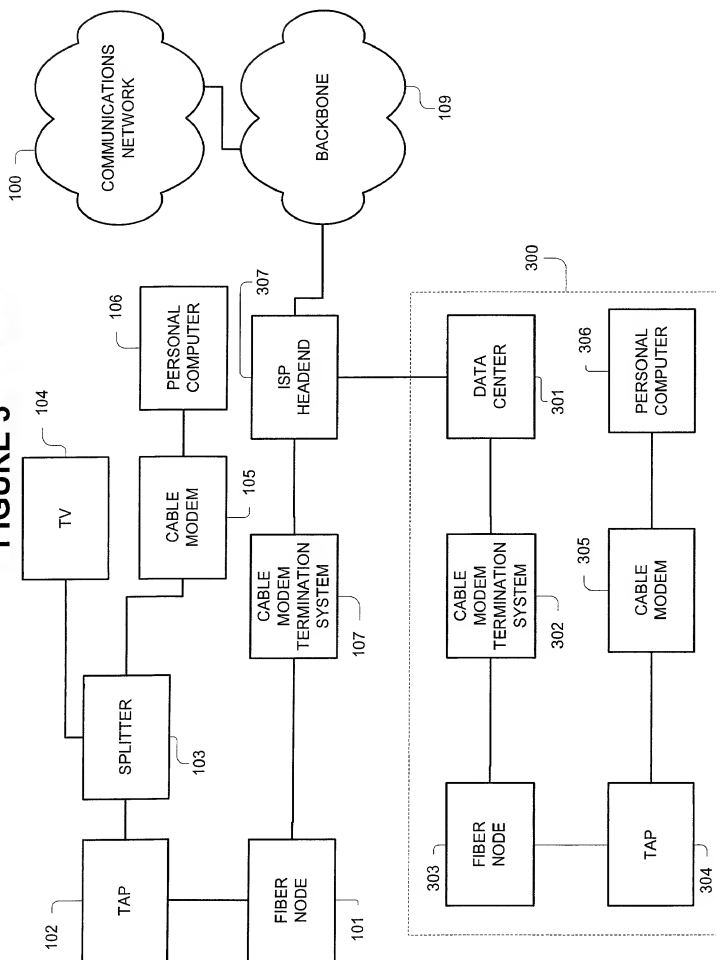 FIGURE 3
102
TAP
SPLITTER
103
TV
104
CABLE
MODEM
105
PERSONAL
COMPUTER
106
100
COMMUNICATIONS
NETWORK
FIBER
NODE
101
CABLE
MODEM
TERMINATION
SYSTEM
107
ISP
HEADEND
307
BACKBONE
109
300
303
FIBER
NODE
CABLE
MODEM
TERMINATION
SYSTEM
302
DATA
CENTER
301
TAP
304
305
CABLE
MODEM
306
PERSONAL
COMPUTER